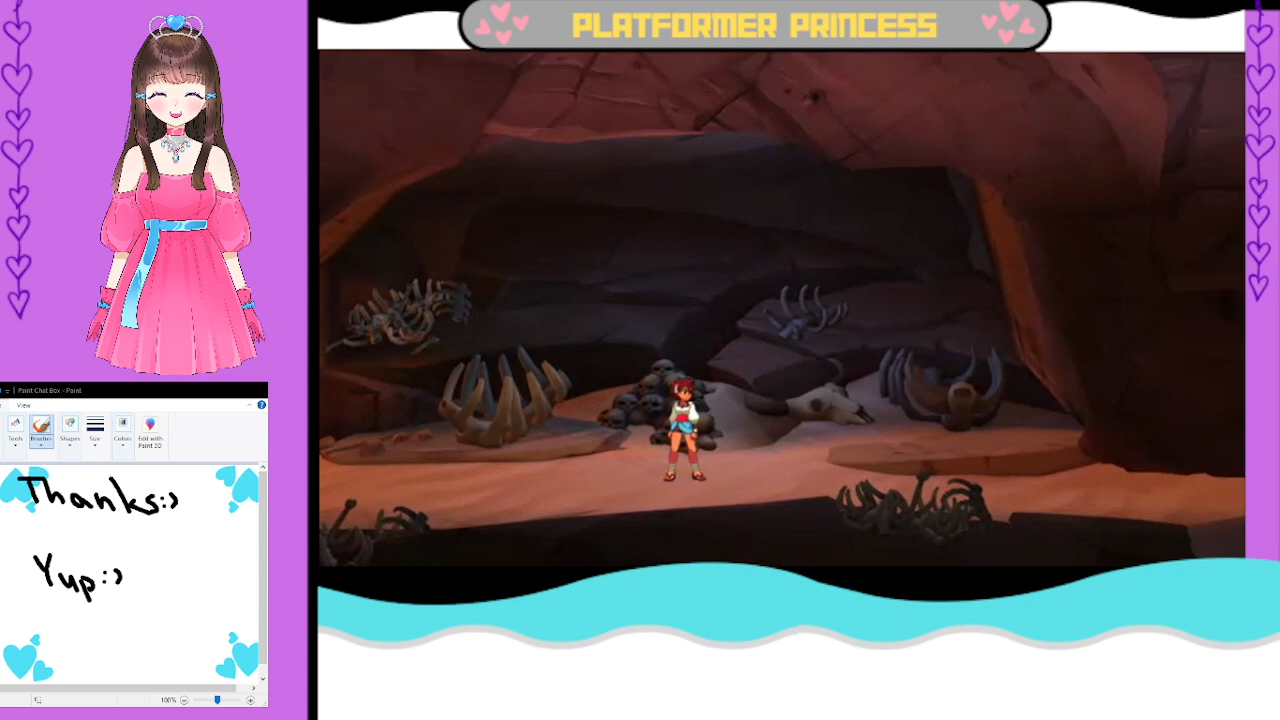 PLATFORMER PRINCESS
Paint Chat Box - Paint
View
Tools
Brushes
Shapes
Size
Colors
Edit with
Paint 3D
Thanks:)
Yup:)
100%